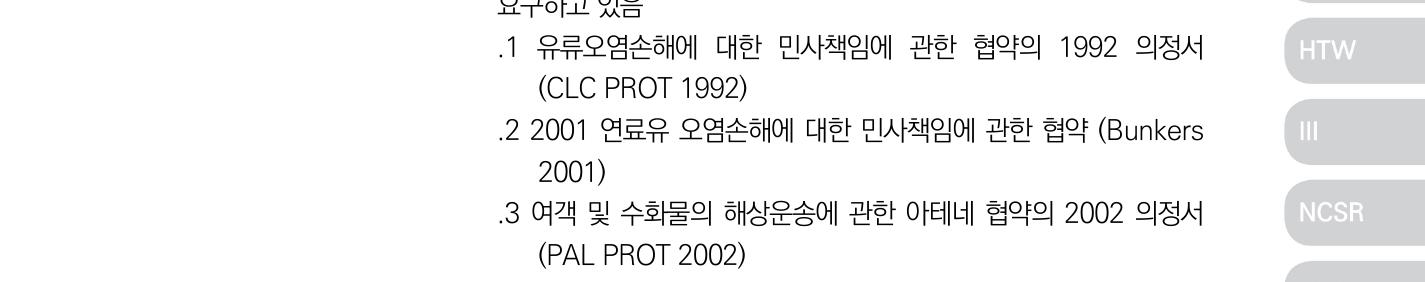 요구하고 있음
.1 유류오염손해에 대한 민사책임에 관한 협약의 1992 의정서
(CLC PROT 1992)
.2 2001 연료유 오염손해에 대한 민사책임에 관한 협약 (Bunkers
2001)
.3 여객 및 수화물의 해상운송에 관한 아테네 협약의 2002 의정서
(PAL PROT 2002)
HTW
III
NCSR